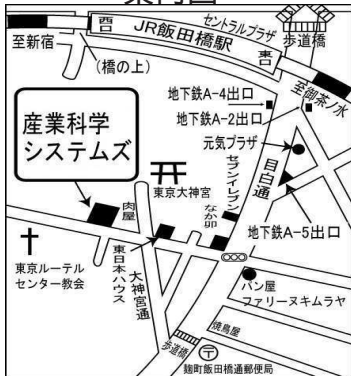 案内図
セントラルプラザ
西口
JR飯田橋駅
東口
歩道橋
至新宿
(橋の上)
至御茶ノ水
地下鉄A-4出口
地下鉄A-2出口
産業科学
システムズ
元気プラザ
目白通
セブンイレブン
東京大神宮
肉屋
なか卯
地下鉄A-5出口
東京ルーテル
センター教会
東日本ハウス
大神宮通
パン屋
ファリーヌキムラヤ
焼鳥屋
歩道橋
麹町飯田橋通郵便局